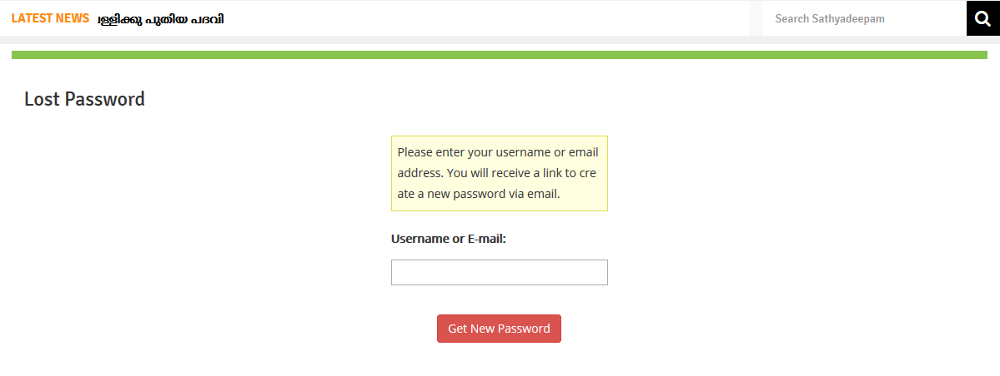 LATEST NEWS പുതിയ പദവി
Search Sathyadeepam
Lost Password
Please enter your username or email
address. You will receive a link to cre
ate a new password via email.
Username or E-mail:
Get New Password